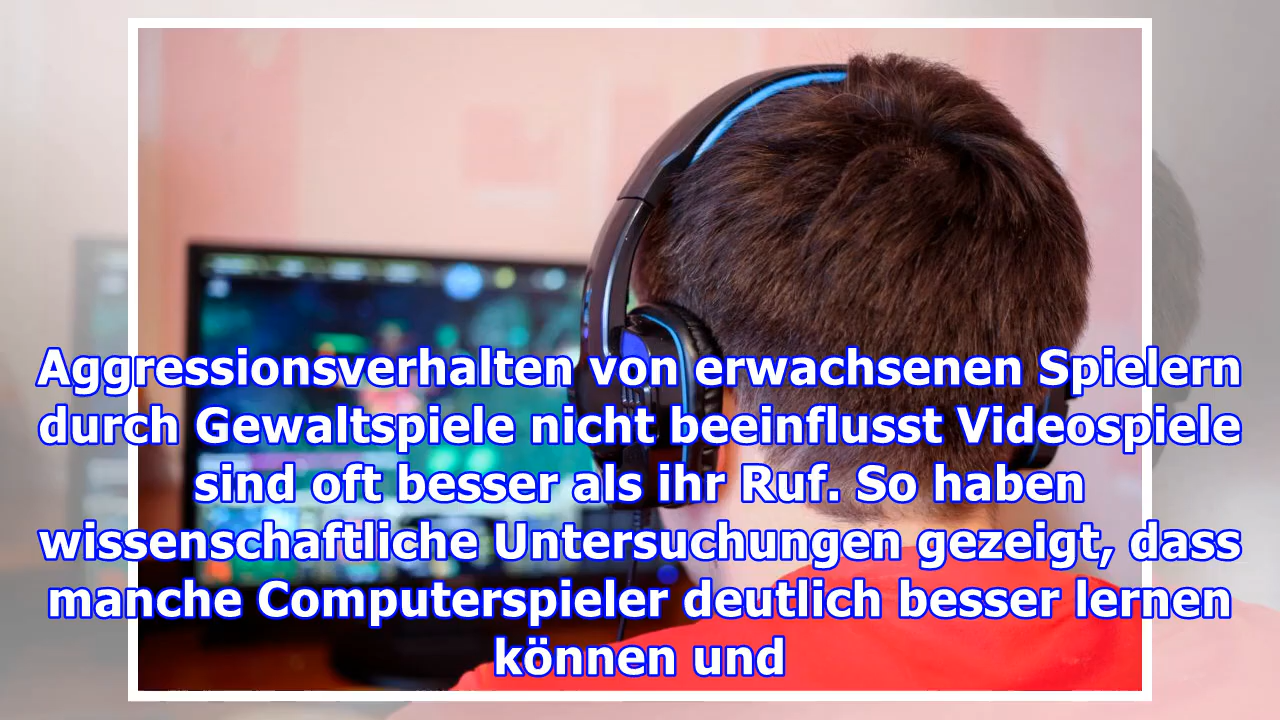 Aggressionsverhalten von erwachsenen Spielern
durch Gewaltspiele nicht beeinflusst Videospiele
sind oft besser als ihr Ruf. So haben
wissenschaftliche Untersuchungen gezeigt, dass
manche Computerspieler deutlich besser lernen
können und